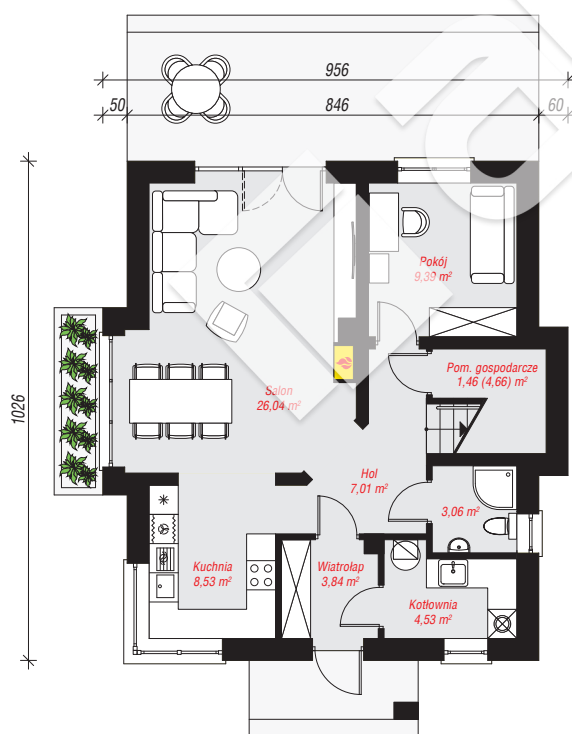 956
50
846
60
1026
Pokój
9,39 m²
Pom. gospodarcze
1,46 (4,66) m²
Salon
26,04 m²
Hol
7,01 m²
3,06 m²
Kuchnia
8,53 m²
Wiatrołap
3,84 m²
Kotłownia
4,53 m²